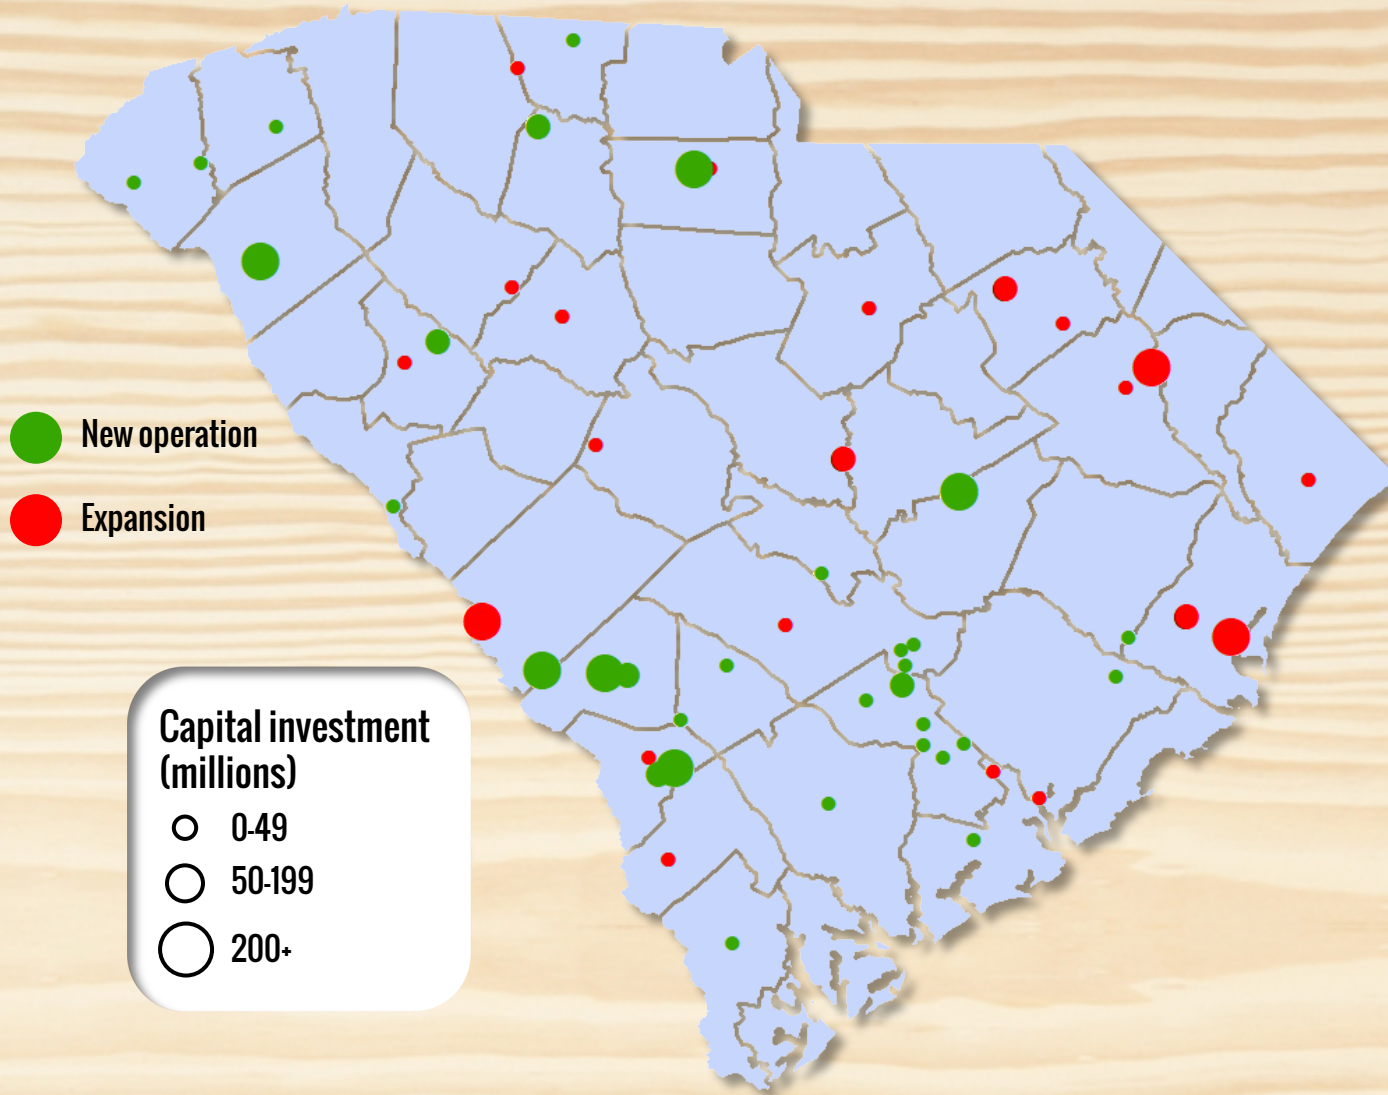 New operation
Expansion
Capital investment
(millions)
0-49
50-199
200+